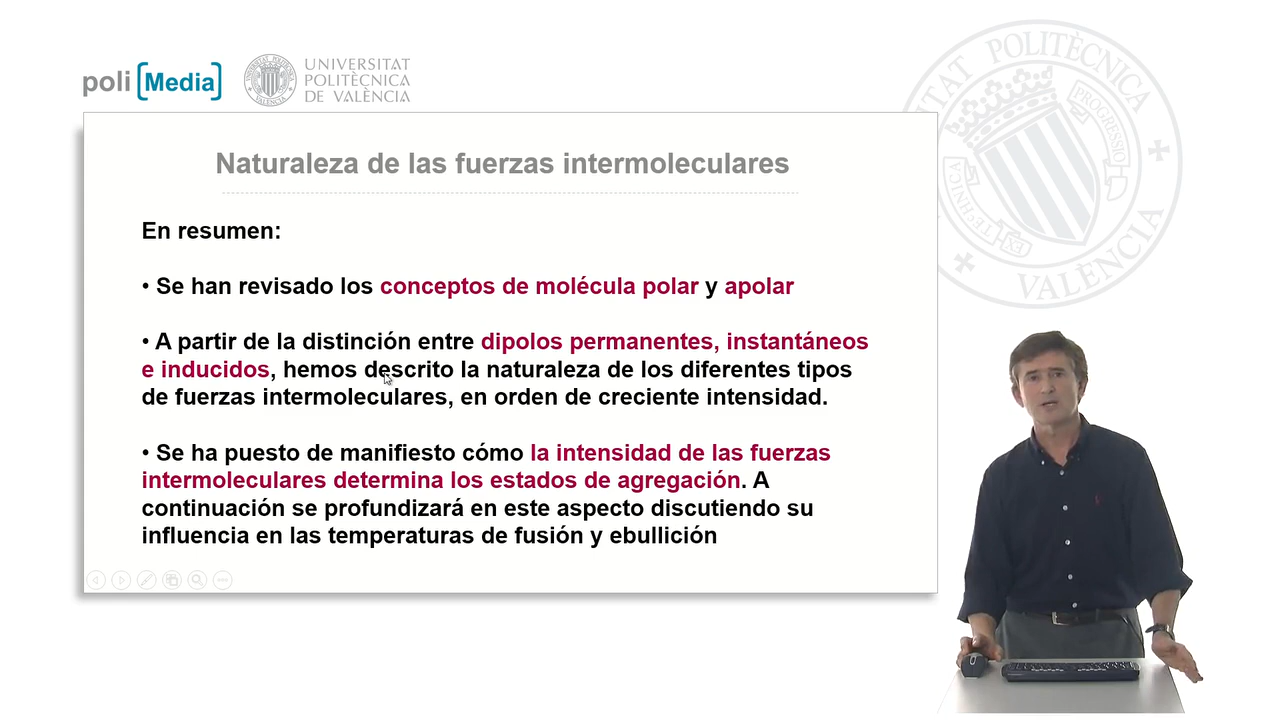 poli [Media]
UNIVERSITAT
POLITÈCNICA
DE VALÈNCIA
Naturaleza de las fuerzas intermoleculares
En resumen:
• Se han revisado los conceptos de molécula polar y apolar
• A partir de la distinción entre dipolos permanentes, instantáneos
e inducidos, hemos descrito la naturaleza de los diferentes tipos
de fuerzas intermoleculares, en orden de creciente intensidad.
• Se ha puesto de manifiesto cómo la intensidad de las fuerzas
intermoleculares determina los estados de agregación. A
continuación se profundizará en este aspecto discutiendo su
influencia en las temperaturas de fusión y ebullición
POLITÈCNICA
VALÈNCIA
PROGRESSIO